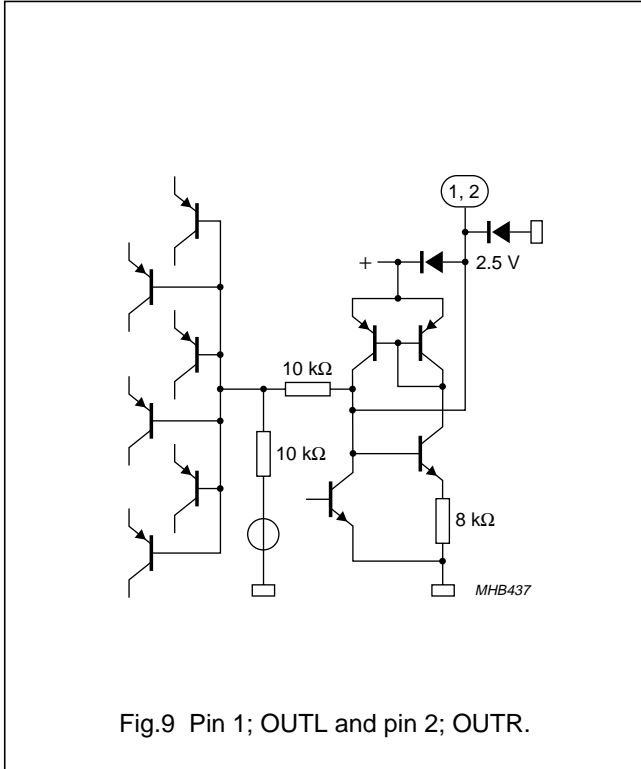 1, 2
+
2.5 V
10 kΩ
10 kΩ
8 kΩ
MHB437
Fig.9 Pin 1; OUTL and pin 2; OUTR.